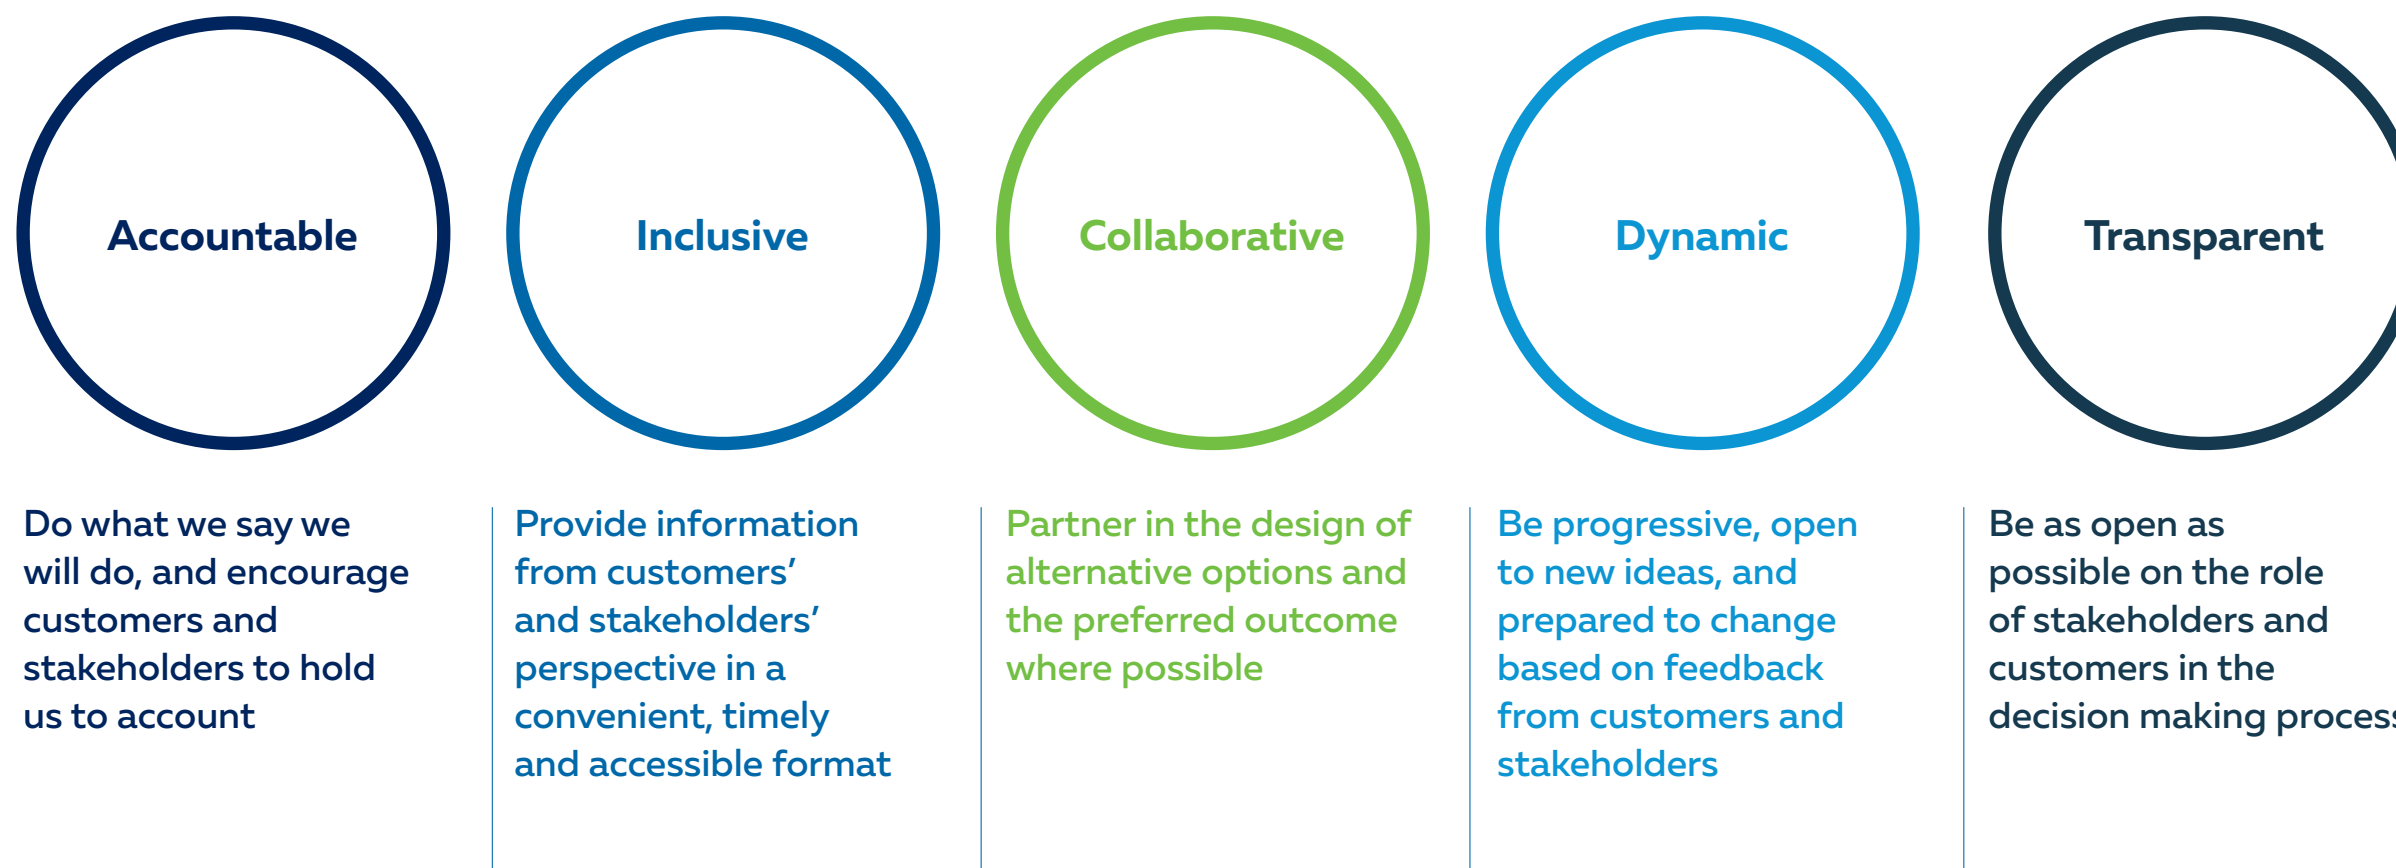 Accountable
Do what we say we
will do, and encourage
customers and
stakeholders to hold
us to account
Inclusive
Provide information
from customers’
and stakeholders’
perspective in a
convenient, timely
and accessible format
Collaborative
Partner in the design of
alternative options and
the preferred outcome
where possible
Dynamic
Be progressive, open
to new ideas, and
prepared to change
based on feedback
from customers and
stakeholders
Transparent
Be as open as
possible on the role
of stakeholders and
customers in the
decision making process